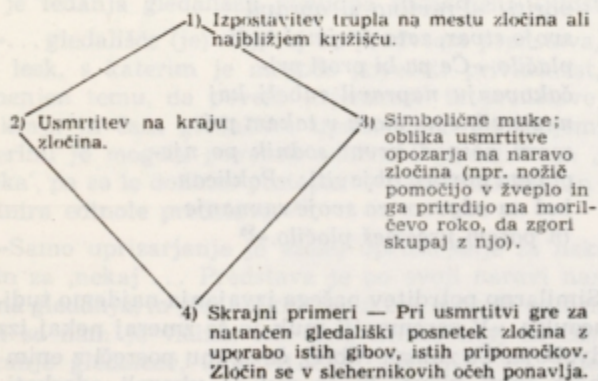 1) Izpostavitev trupla na mestu zločina ali
najbližjem križišču.
2) Usmrtitev na kraju
zločina.
3) Simbolične muke;
oblika usmrtitve
opozarja na naravo
zločina (npr. nožič
pomočijo v žveplo in
ga pritrdijo na moril-
čevo roko, da zgori
skupaj z njo).
4) Skrajni primeri — Pri usmrtitvi gre za
natančen gledališki posnetek zločina z
uporabo istih gibov, istih pripomočkov.
Zločin se v slehernikovih očeh ponavlja.